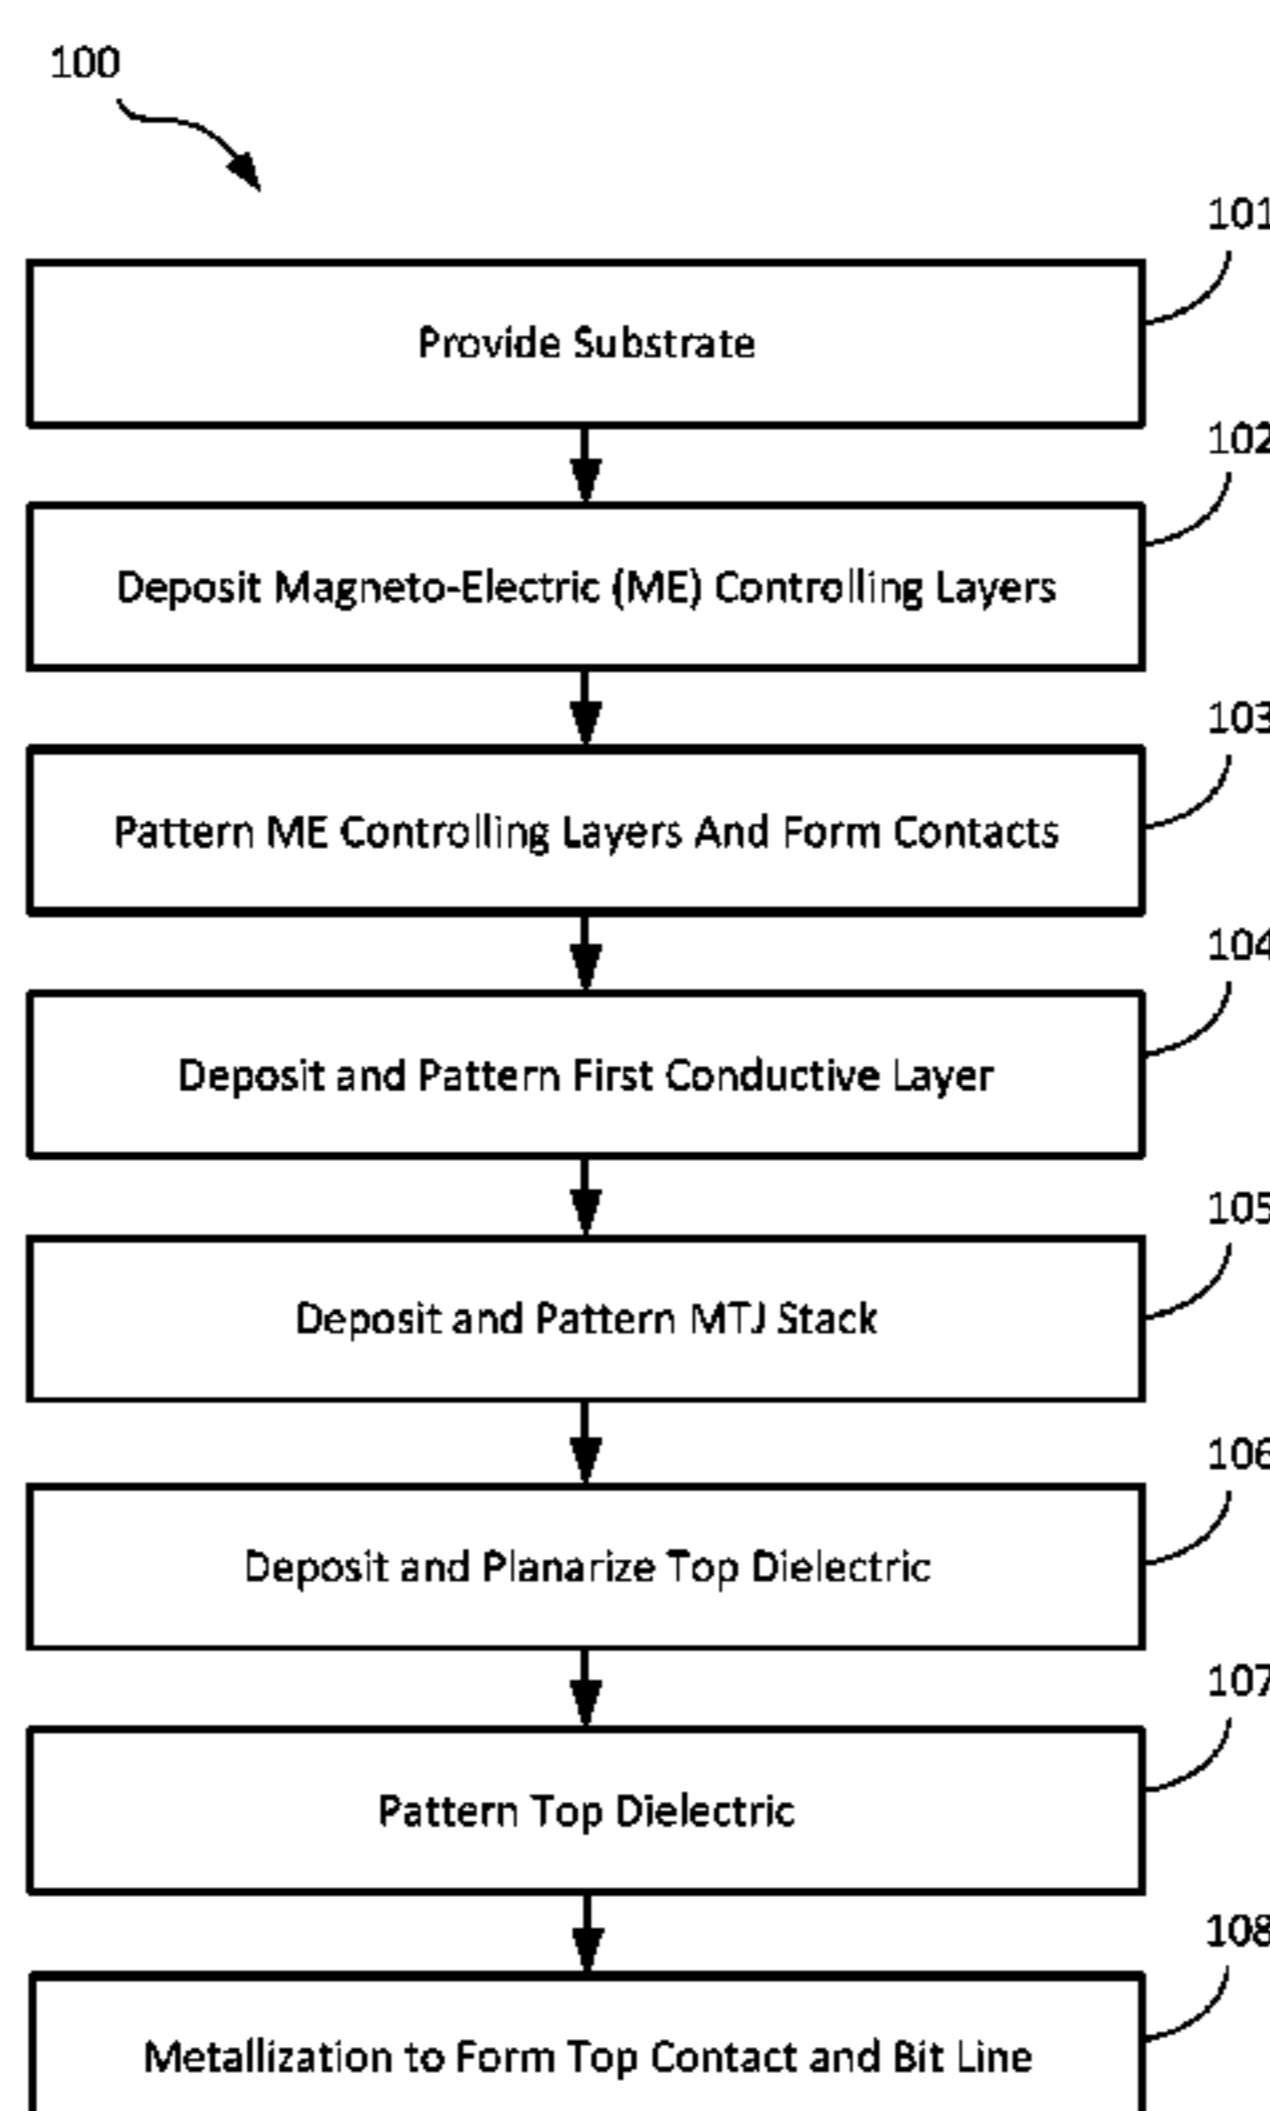 100
101
Provide Substrate
102
Deposit Magneto-Electric (ME) Controlling Layers
103
Pattern ME Controlling Layers And Form Contacts
104
Deposit and Pattern First Conductive Layer
105
Deposit and Pattern MTJ Stack
106
Deposit and Planarize Top Dielectric
107
Pattern Top Dielectric
108
Metallization to Form Top Contact and Bit Line